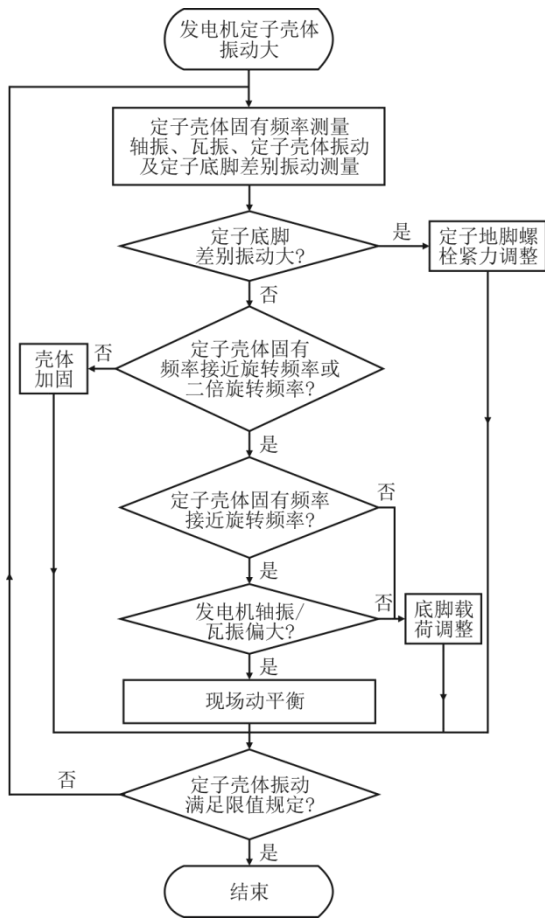 发电机定子壳体
振动大
定子壳体固有频率测量
轴振、瓦振、定子壳体振动
及定子底脚差别振动测量
定子底脚
差别振动大?
是
定子地脚螺
栓紧力调整
否
定子壳体固有
频率接近旋转频率或
二倍旋转频率?
否
壳体
加固
是
定子壳体固有频率
接近旋转频率?
否
是
发电机轴振/
瓦振偏大?
否
底脚载
荷调整
是
现场动平衡
定子壳体振动
满足限值规定?
否
是
结束